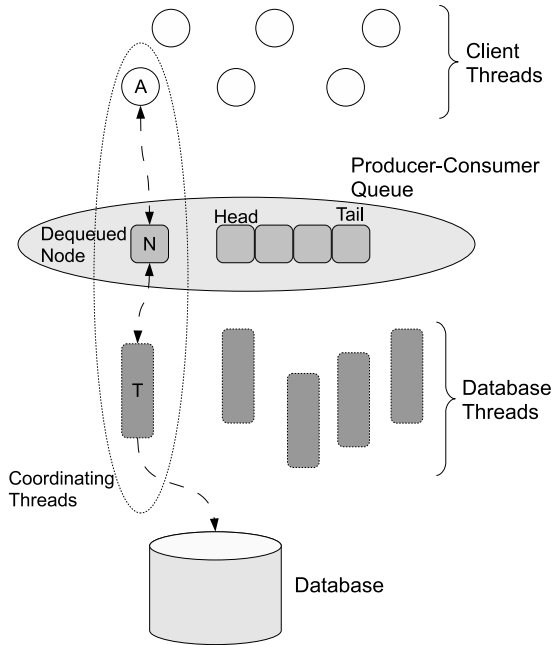 Client
Threads
A
Producer-Consumer
Queue
Head
Tail
Dequeued
Node
N
T
Database
Threads
Coordinating
Threads
Database